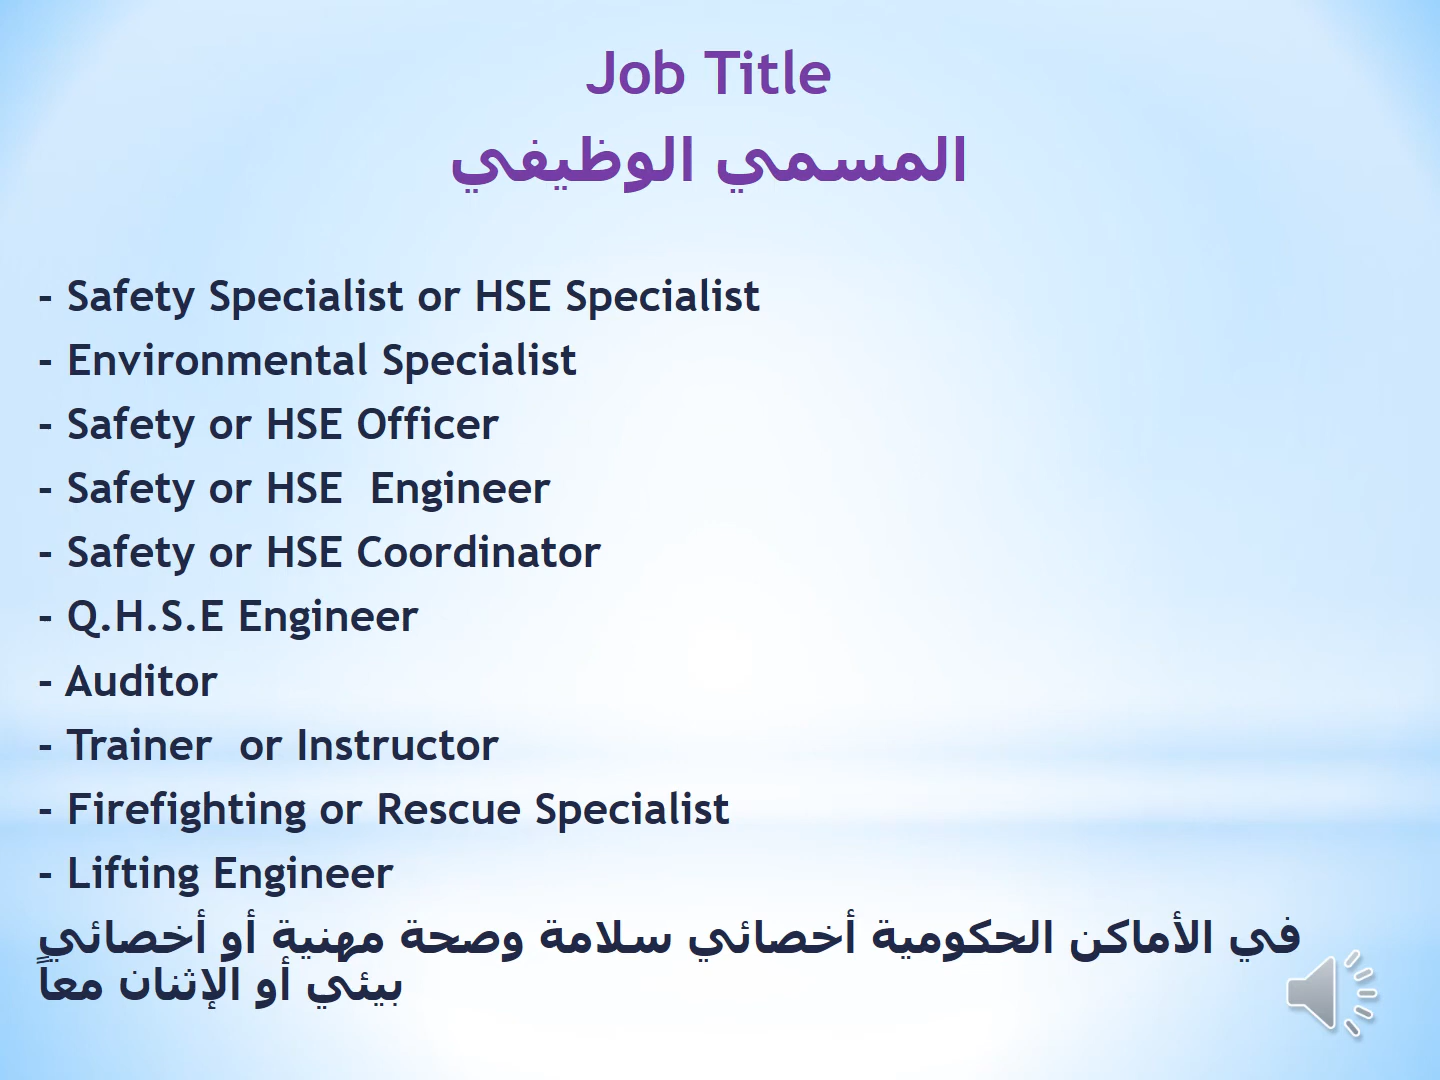 Job Title
المسمي الوظيفي
- Safety Specialist or HSE Specialist
- Environmental Specialist
- Safety or HSE Officer
- Safety or HSE  Engineer
- Safety or HSE Coordinator
- Q.H.S.E Engineer
- Auditor
- Trainer  or Instructor
- Firefighting or Rescue Specialist
- Lifting Engineer
في الأماكن الحكومية أخصائي سلامة وصحة مهنية أو أخصائي
بيئي أو الإثنان معاً